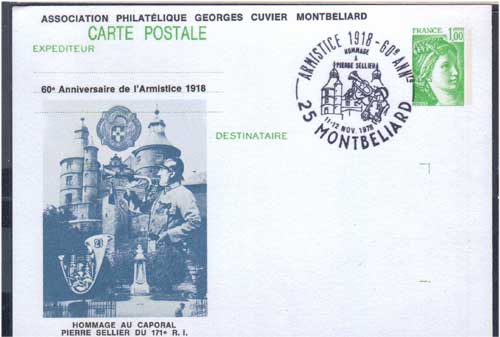 ASSOCIATION PHILATÉLIQUE GEORGES CUVIER MONTBELIARD
CARTE POSTALE
EXPEDITEUR
60e Anniversaire de l'Armistice 1918
DESTINATAIRE
HOMMAGE AU CAPORAL
PIERRE SELLIER DU 171e R. I.
ARMISTICE 1918 - 60e ANNre
HOMMAGE
À
PIERRE SELLIER
11-12 NOV. 1978
25 MONTBELIARD
FRANCE
1,00